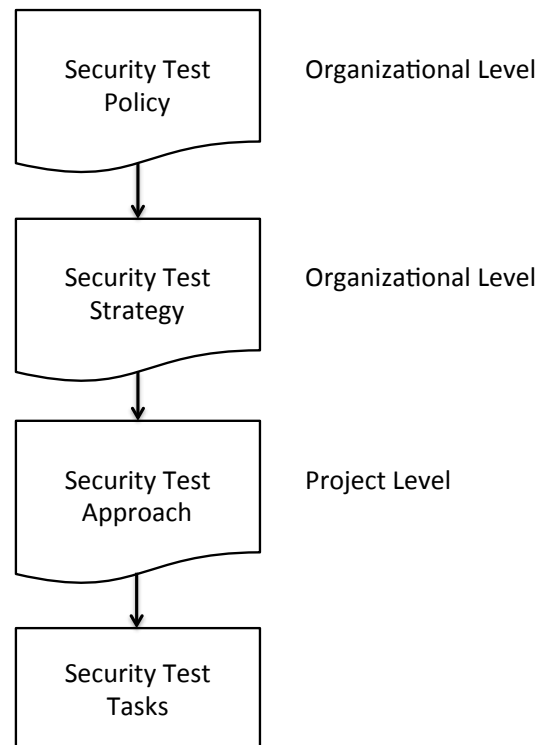 Security Test
Policy
Organizational Level
Security Test
Strategy
Organizational Level
Security Test
Approach
Project Level
Security Test
Tasks